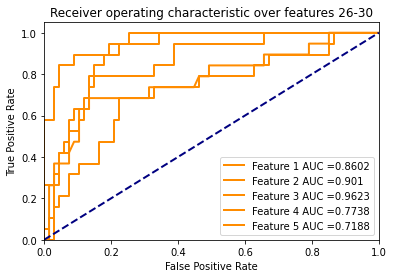 Receiver operating characteristic over features 26-30
True Positive Rate
1.0
0.8
0.6
0.4
0.2
0.0
Feature 1 AUC =0.8602
Feature 2 AUC =0.901
Feature 3 AUC =0.9623
Feature 4 AUC =0.7738
Feature 5 AUC =0.7188
0.0 0.2 0.4 0.6 0.8 1.0
False Positive Rate